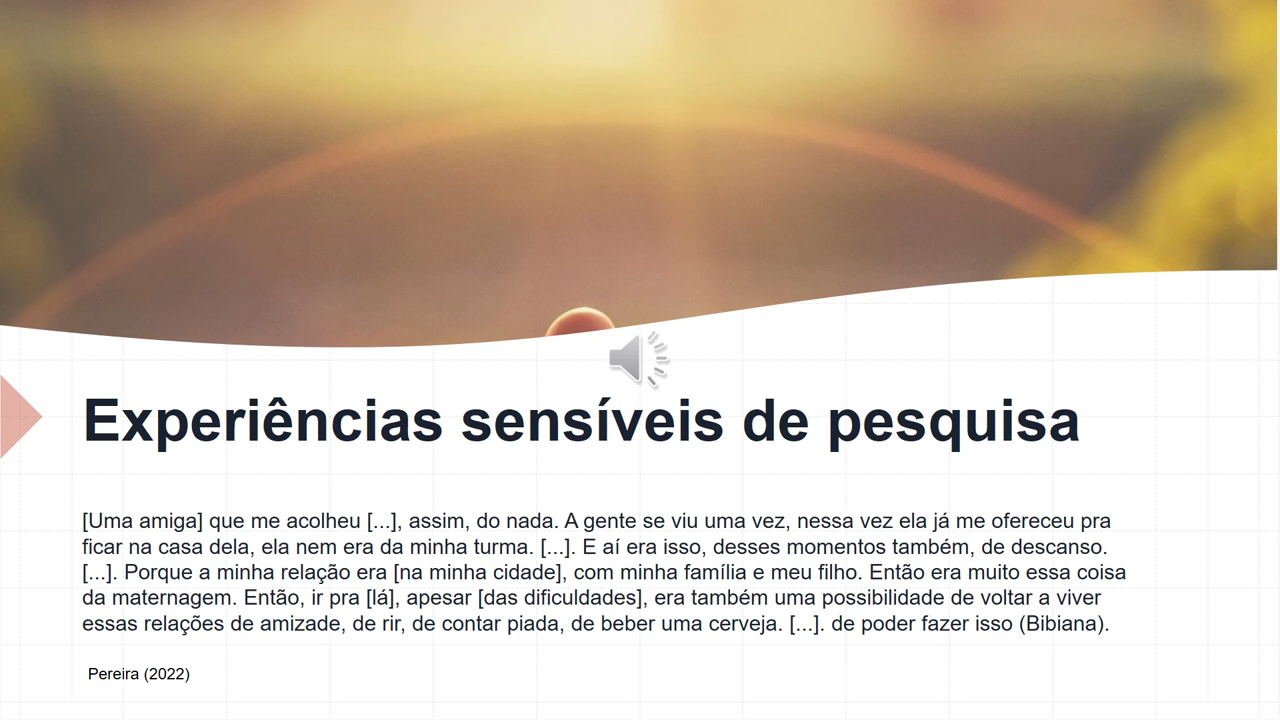 Experiências sensíveis de pesquisa
[Uma amiga] que me acolheu [...], assim, do nada. A gente se viu uma vez, nessa vez ela já me ofereceu pra
ficar na casa dela, ela nem era da minha turma. [...]. E aí era isso, desses momentos também, de descanso.
[...]. Porque a minha relação era [na minha cidade], com minha família e meu filho. Então era muito essa coisa
da maternagem. Então, ir pra [lá], apesar [das dificuldades], era também uma possibilidade de voltar a viver
essas relações de amizade, de rir, de contar piada, de beber uma cerveja. [...]. de poder fazer isso (Bibiana).
Pereira (2022)